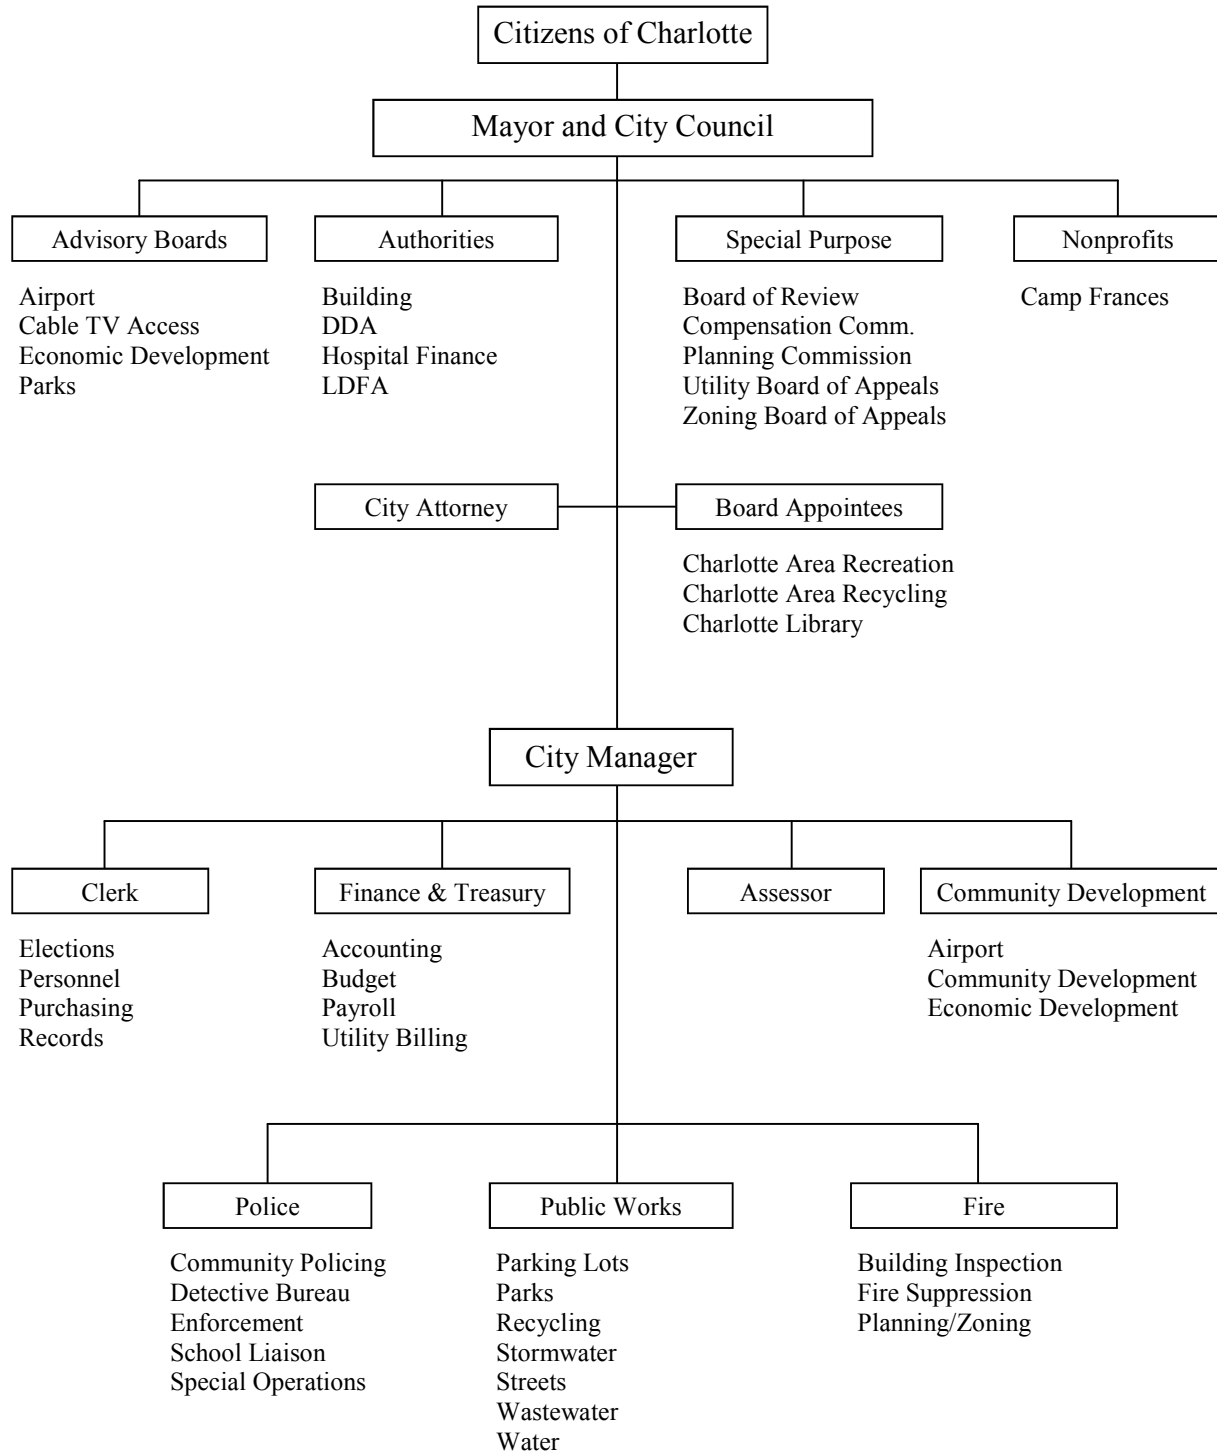 Citizens of Charlotte
Mayor and City Council
Advisory Boards
Airport
Cable TV Access
Economic Development
Parks
Authorities
Building
DDA
Hospital Finance
LDFA
Special Purpose
Board of Review
Compensation Comm.
Planning Commission
Utility Board of Appeals
Zoning Board of Appeals
Nonprofits
Camp Frances
City Attorney
Board Appointees
Charlotte Area Recreation
Charlotte Area Recycling
Charlotte Library
City Manager
Clerk
Elections
Personnel
Purchasing
Records
Finance & Treasury
Accounting
Budget
Payroll
Utility Billing
Assessor
Community Development
Airport
Community Development
Economic Development
Police
Community Policing
Detective Bureau
Enforcement
School Liaison
Special Operations
Public Works
Parking Lots
Parks
Recycling
Stormwater
Streets
Wastewater
Water
Fire
Building Inspection
Fire Suppression
Planning/Zoning